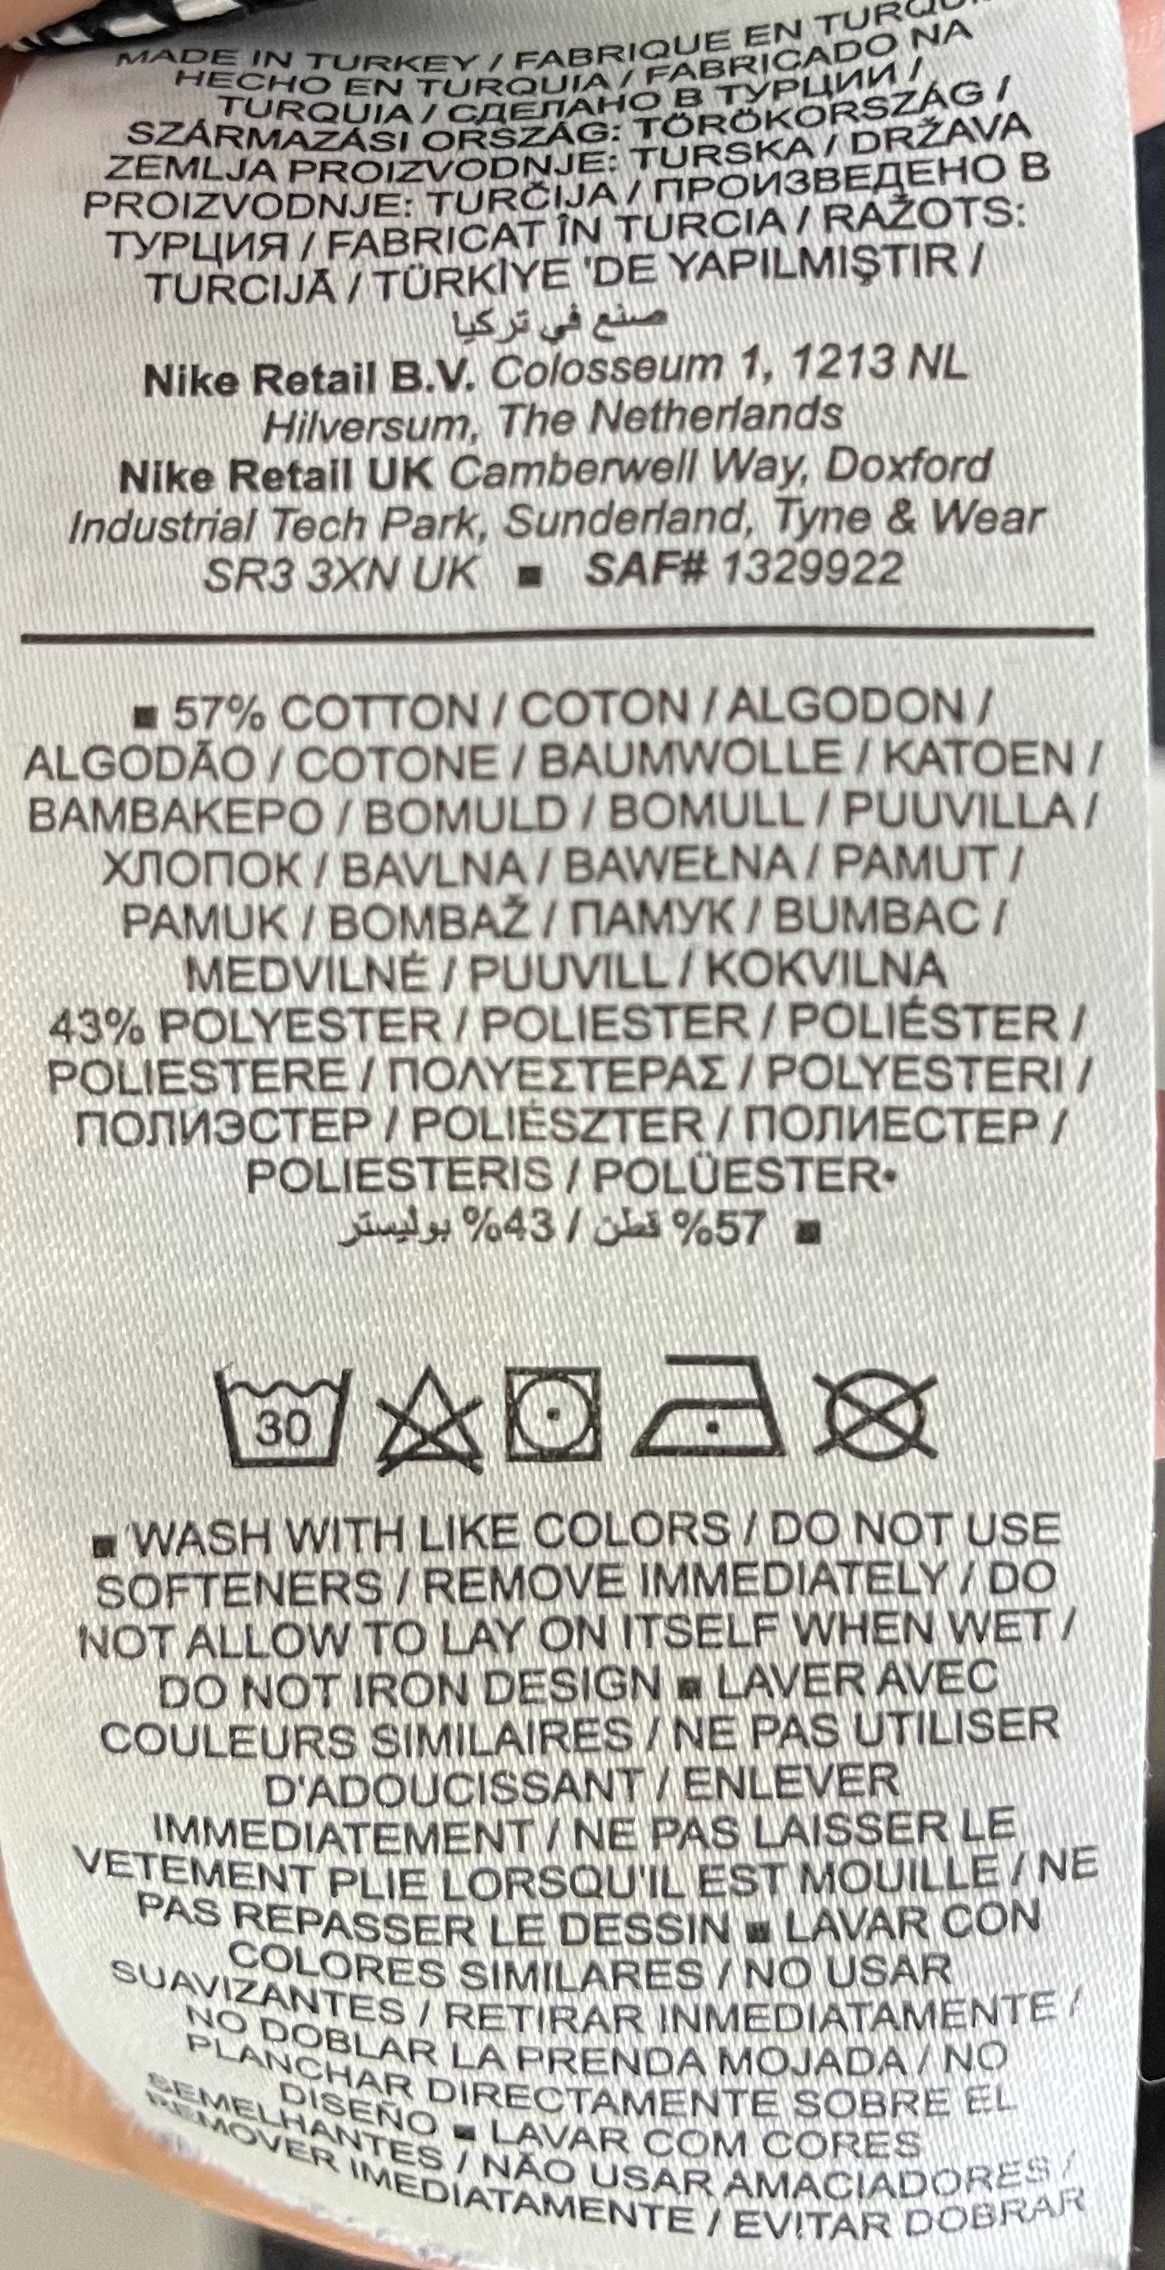 MADE IN TURKEY / FABRIQUE EN
HECHO EN TURQUIA / FABRICADO NA
TURQUIA / СДЕЛАНО В ТУРЦИИ /
SZÁRMAZÁSI ORSZÁG: TÖRÖKORSZÁG /
ZEMLJA PROIZVODNJE: TURSKA / DRŽAVA
PROIZVODNJE: TURČIJA / ПРОИЗВЕДЕНО В
ТУРЦИЯ / FABRICAT ÎN TURCIA / RAŽOTS:
TURCIJĀ / TÜRKİYE 'DE YAPILMIŞTIR /
صنع في تركيا
Nike Retail B.V. Colosseum 1, 1213 NL
Hilversum, The Netherlands
Nike Retail UK Camberwell Way, Doxford
Industrial Tech Park, Sunderland, Tyne & Wear
SR3 3XN UK ■ SAF# 1329922
■ 57% COTTON / COTON / ALGODON /
ALGODÃO / COTONE / BAUMWOLLE / KATOEN /
ΒΑΜΒΑΚΕΡΟ / BOMULD / BOMULL / PUUVILLA /
ХЛОПОК / BAVLNA / BAWEŁNA / PAMUT /
PAMUK / BOMBAŽ / ПАМУК / BUMBAC /
MEDVILNĖ / PUUVILL / KOKVILNA
43% POLYESTER / POLIESTER / POLIÉSTER /
POLIESTERE / ΠΟΛΥΕΣΤΕΡΑΣ / POLYESTERI /
ПОЛИЭСТЕР / POLIÉSZTER / ПОЛИЕСТЕР /
POLIESTERIS / POLÜESTER•
■ 57% قطن / 43% بوليستر
30
■ WASH WITH LIKE COLORS / DO NOT USE
SOFTENERS / REMOVE IMMEDIATELY / DO
NOT ALLOW TO LAY ON ITSELF WHEN WET /
DO NOT IRON DESIGN ■ LAVER AVEC
COULEURS SIMILAIRES / NE PAS UTILISER
D'ADOUCISSANT / ENLEVER
IMMEDIATEMENT / NE PAS LAISSER LE
VETEMENT PLIE LORSQU'IL EST MOUILLE / NE
PAS REPASSER LE DESSIN ■ LAVAR CON
COLORES SIMILARES / NO USAR
SUAVIZANTES / RETIRAR INMEDIATAMENTE /
NO DOBLAR LA PRENDA MOJADA / NO
PLANCHAR DIRECTAMENTE SOBRE EL
DISEÑO ■ LAVAR COM CORES
SEMELHANTES / NÃO USAR AMACIADORES /
REMOVER IMEDIATAMENTE / EVITAR DOBRAR